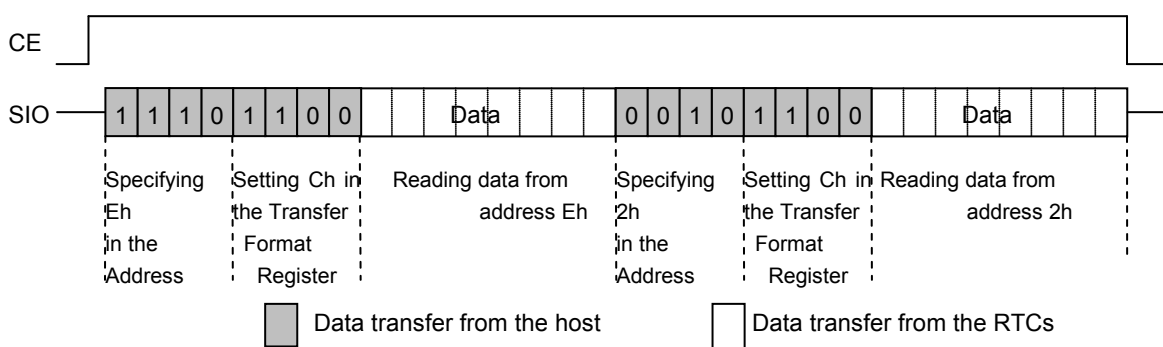 CE
SIO 1 1 1 0 1 1 0 0 Data 0 0 1 0 1 1 0 0 Data
Specifying Setting Ch in Reading data from Specifying Setting Ch in Reading data from
Eh the Transfer address Eh 2h the Transfer address 2h
in the Format in the Format
Address Register Address Register
Data transfer from the host Data transfer from the RTCs